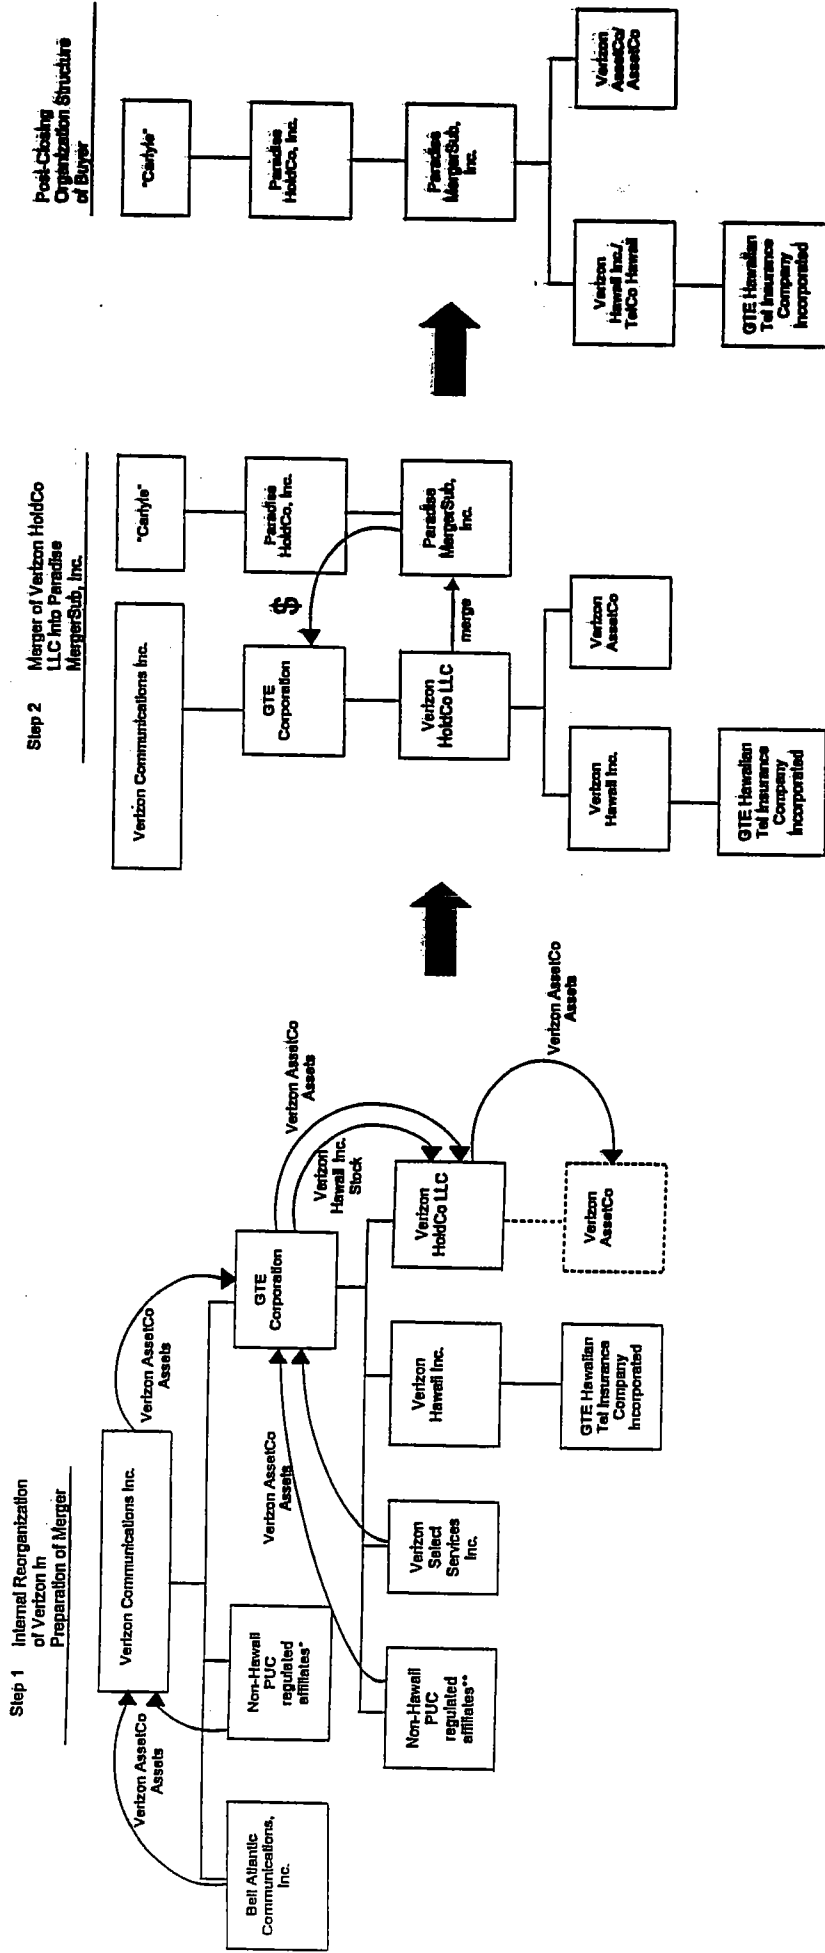 Step 1 Internal Reorganization
of Verizon in
Preparation of Merger
Verizon Communications Inc.
Verizon AssetCo
Assets
Verizon AssetCo
Assets
Bell Atlantic
Communications,
Inc.
Non-Hawaii
PUC
regulated
affiliates*
GTE
Corporation
Verizon AssetCo
Assets
Verizon AssetCo
Assets
Verizon
Hawaii Inc.
Stock
Non-Hawaii
PUC
regulated
affiliates**
Verizon
Select
Services
Inc.
Verizon
Hawaii Inc.
Verizon
HoldCo LLC
Verizon AssetCo
Assets
GTE Hawaiian
Tel Insurance
Company
Incorporated
Verizon
AssetCo
Step 2 Merger of Verizon HoldCo
LLC Into Paradise
MergerSub, Inc.
Verizon Communications Inc.
"Carlyle"
GTE
Corporation
$
Paradise
HoldCo, Inc.
Verizon
HoldCo LLC
merge
Paradise
MergerSub,
Inc.
Verizon
Hawaii Inc.
Verizon
AssetCo
GTE Hawaiian
Tel Insurance
Company
Incorporated
Post-Closing
Organization Structure
of Buyer
"Carlyle"
Paradise
HoldCo, Inc.
Paradise
MergerSub,
Inc.
Verizon
Hawaii Inc./
TelCo Hawaii
Verizon
AssetCo/
AssetCo
GTE Hawaiian
Tel Insurance
Company
Incorporated